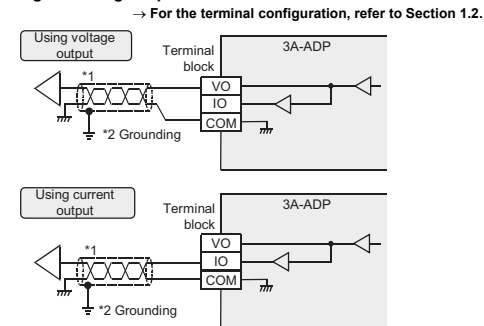 → For the terminal configuration, refer to Section 1.2.
Using voltage
output
Terminal
block
3A-ADP
*1
VO
IO
COM
*2 Grounding
Using current
output
Terminal
block
3A-ADP
*1
VO
IO
COM
*2 Grounding